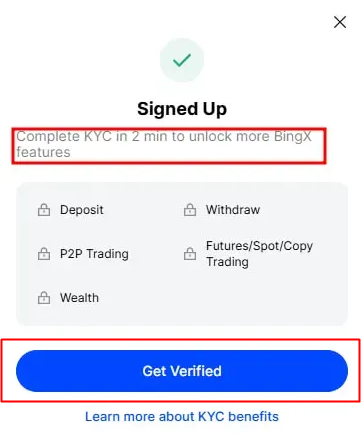 Signed Up
Complete KYC in 2 min to unlock more BingX
features
Deposit
Withdraw
P2P Trading
Futures/Spot/Copy
Trading
Wealth
Get Verified
Learn more about KYC benefits